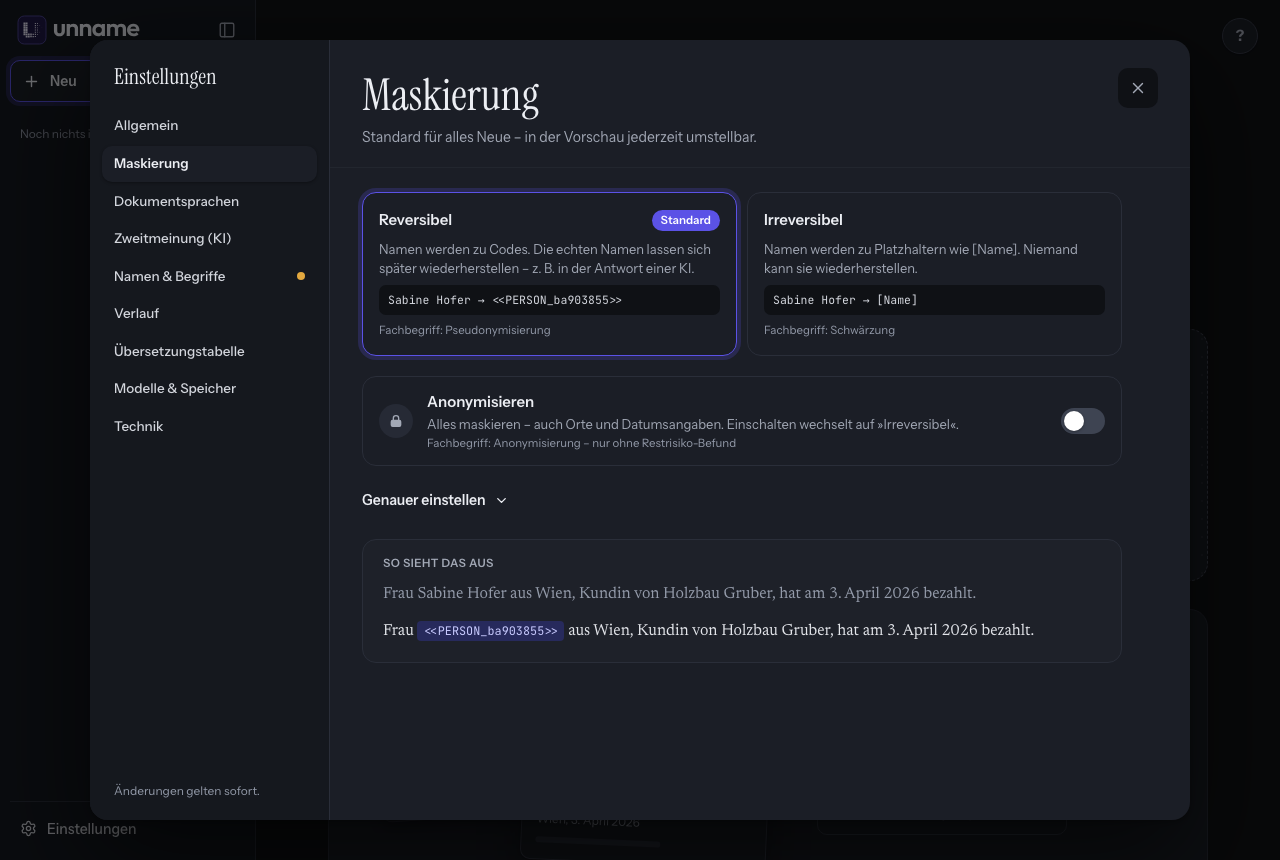 unname
?
Neu
Noch nichts
Einstellungen
Allgemein
Maskierung
Dokumentsprachen
Zweitmeinung (KI)
Namen & Begriffe
Verlauf
Übersetzungstabelle
Modelle & Speicher
Technik
Änderungen gelten sofort.
Einstellungen
Maskierung
Standard für alles Neue – in der Vorschau jederzeit umstellbar.
Reversibel
Standard
Namen werden zu Codes. Die echten Namen lassen sich
später wiederherstellen – z. B. in der Antwort einer KI.
Sabine Hofer → <<PERSON_ba903855>>
Fachbegriff: Pseudonymisierung
Irreversibel
Namen werden zu Platzhaltern wie [Name]. Niemand
kann sie wiederherstellen.
Sabine Hofer → [Name]
Fachbegriff: Schwärzung
Anonymisieren
Alles maskieren – auch Orte und Datumsangaben. Einschalten wechselt auf »Irreversibel«.
Fachbegriff: Anonymisierung – nur ohne Restrisiko-Befund
Genauer einstellen
SO SIEHT DAS AUS
Frau Sabine Hofer aus Wien, Kundin von Holzbau Gruber, hat am 3. April 2026 bezahlt.
Frau <<PERSON_ba903855>> aus Wien, Kundin von Holzbau Gruber, hat am 3. April 2026 bezahlt.
Wien, 3. April 2026